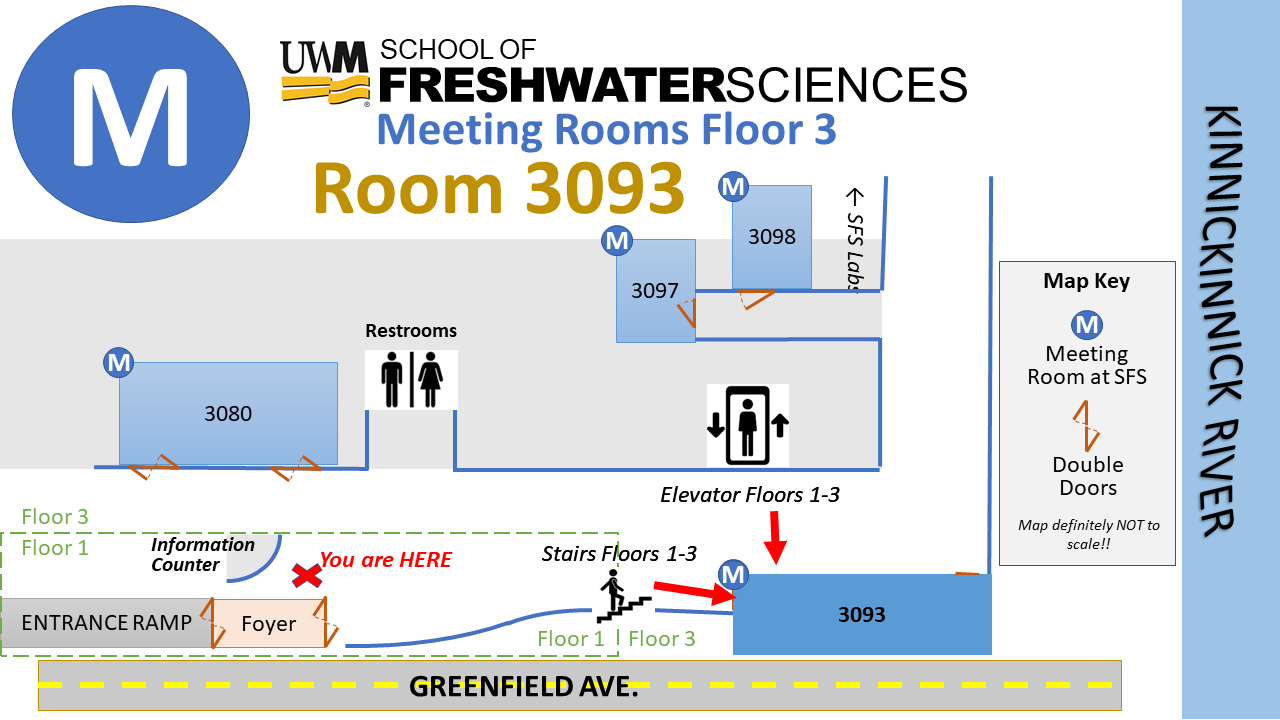 M
UWM
®
SCHOOL OF
FRESHWATERSCIENCES
Meeting Rooms Floor 3
Room 3093
M
3098
← SFS Labs
M
3097
Restrooms
M
3080
Elevator Floors 1-3
Floor 3
Floor 1
Information
Counter
You are HERE
Stairs Floors 1-3
M
3093
ENTRANCE RAMP
Foyer
Floor 1
Floor 3
GREENFIELD AVE.
Map Key
M
Meeting
Room at SFS
Double
Doors
Map definitely NOT to
scale!!
KINNICKINNICK RIVER